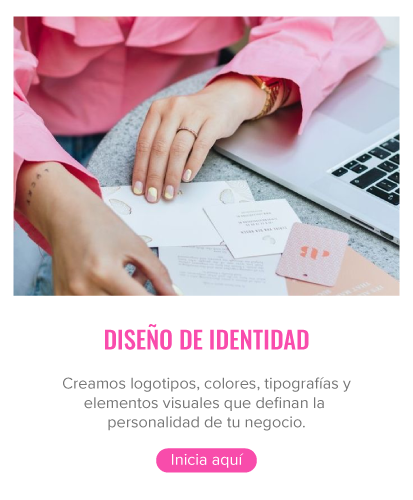 DISEÑO DE IDENTIDAD
Creamos logotipos, colores, tipografías y
elementos visuales que definan la
personalidad de tu negocio.
Inicia aquí